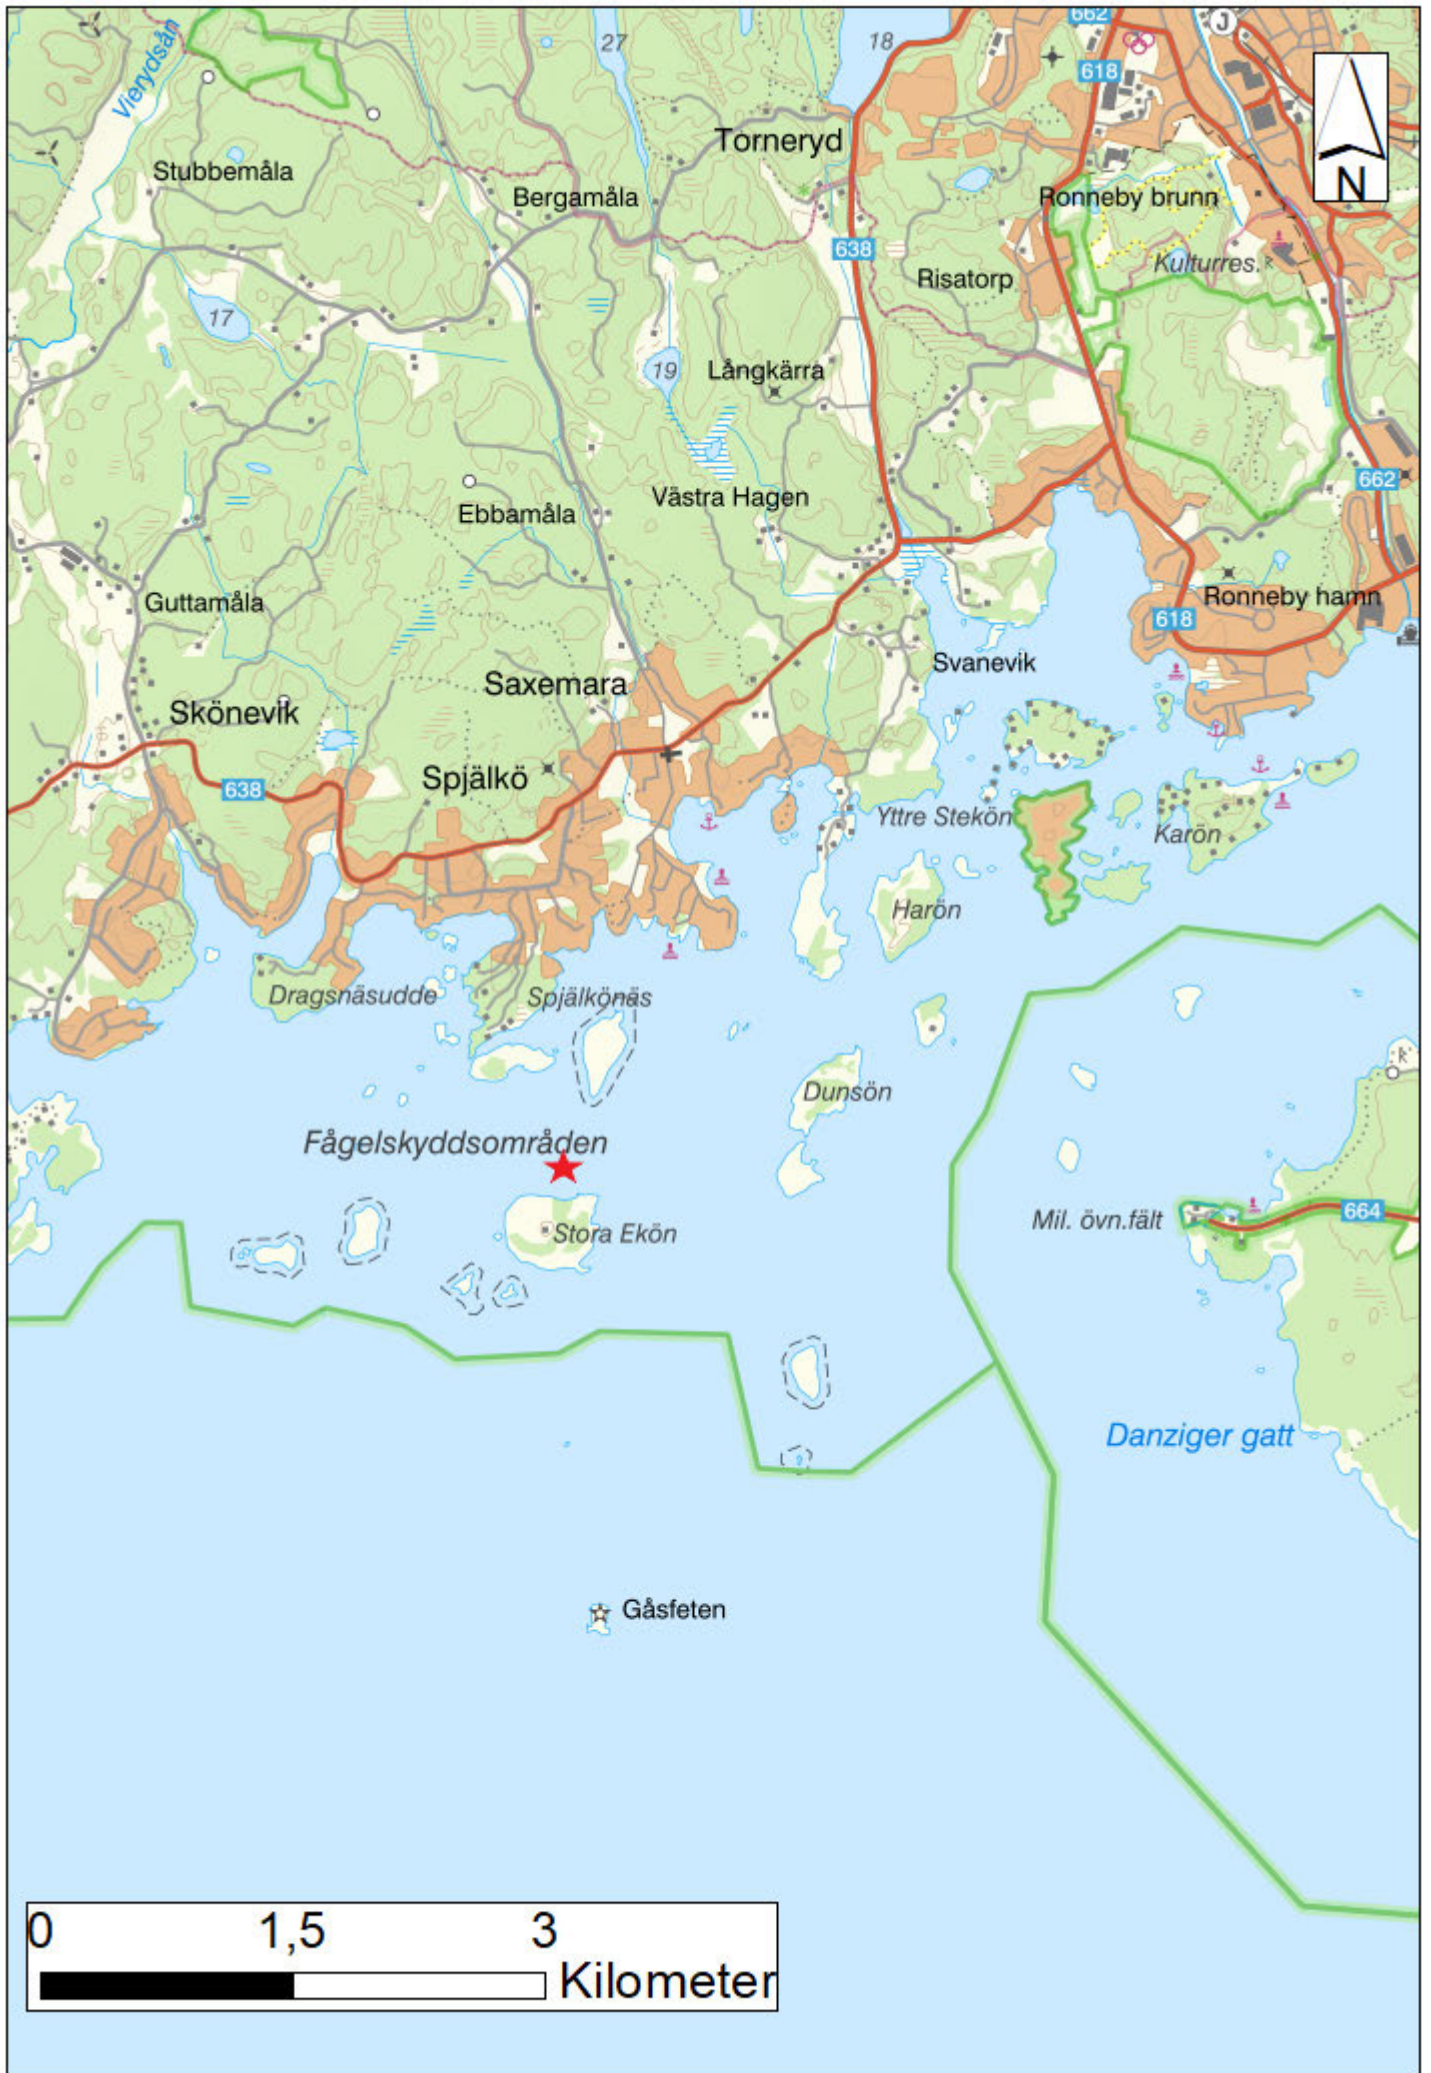 662
J
Vierydsån
27
18
618
N
Torneryd
Stubbemåla
Bergamåla
Ronneby brunn
638
Kulturres.
R
Risatorp
17
19
Långkärra
662
Västra Hagen
Ebbamåla
Guttamåla
Ronneby hamn
618
Svanevik
Saxemara
Skönevik
Spjälkö
638
Yttre Stekön
Karön
Harön
Dragsnäsudde
Spjälkönäs
R
Dunsön
Fågelskyddsområden
Mil. övn.fält
664
Stora Ekön
Danziger gatt
Gåsfeten
0 1,5 3
Kilometer